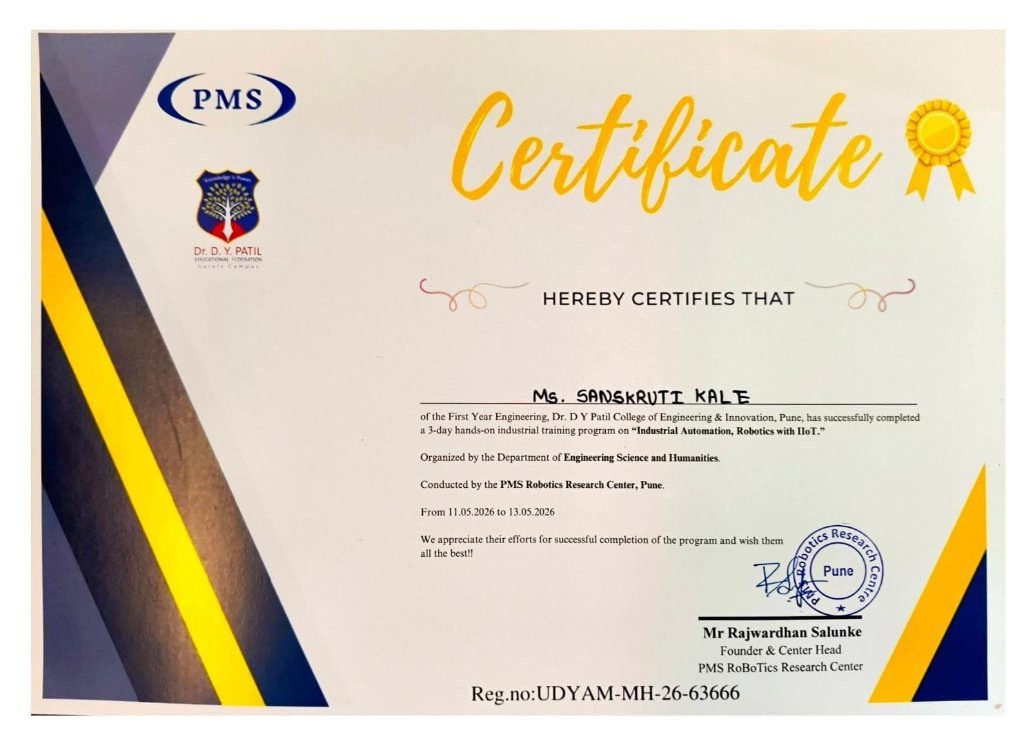 PMS
Knowledge is Power
Dr. D. Y. PATIL
EDUCATIONAL FEDERATION
Varale Campus
Certificate
HEREBY CERTIFIES THAT
Ms. SANSKRUTI KALE
of the First Year Engineering, Dr. D Y Patil College of Engineering & Innovation, Pune, has successfully completed
a 3-day hands-on industrial training program on “Industrial Automation, Robotics with IIoT.”
Organized by the Department of Engineering Science and Humanities.
Conducted by the PMS Robotics Research Center, Pune.
From 11.05.2026 to 13.05.2026
We appreciate their efforts for successful completion of the program and wish them
all the best!!
PMS Robotics Research Centre
Pune
Mr Rajwardhan Salunke
Founder & Center Head
PMS RoBoTics Research Center
Reg.no:UDYAM-MH-26-63666